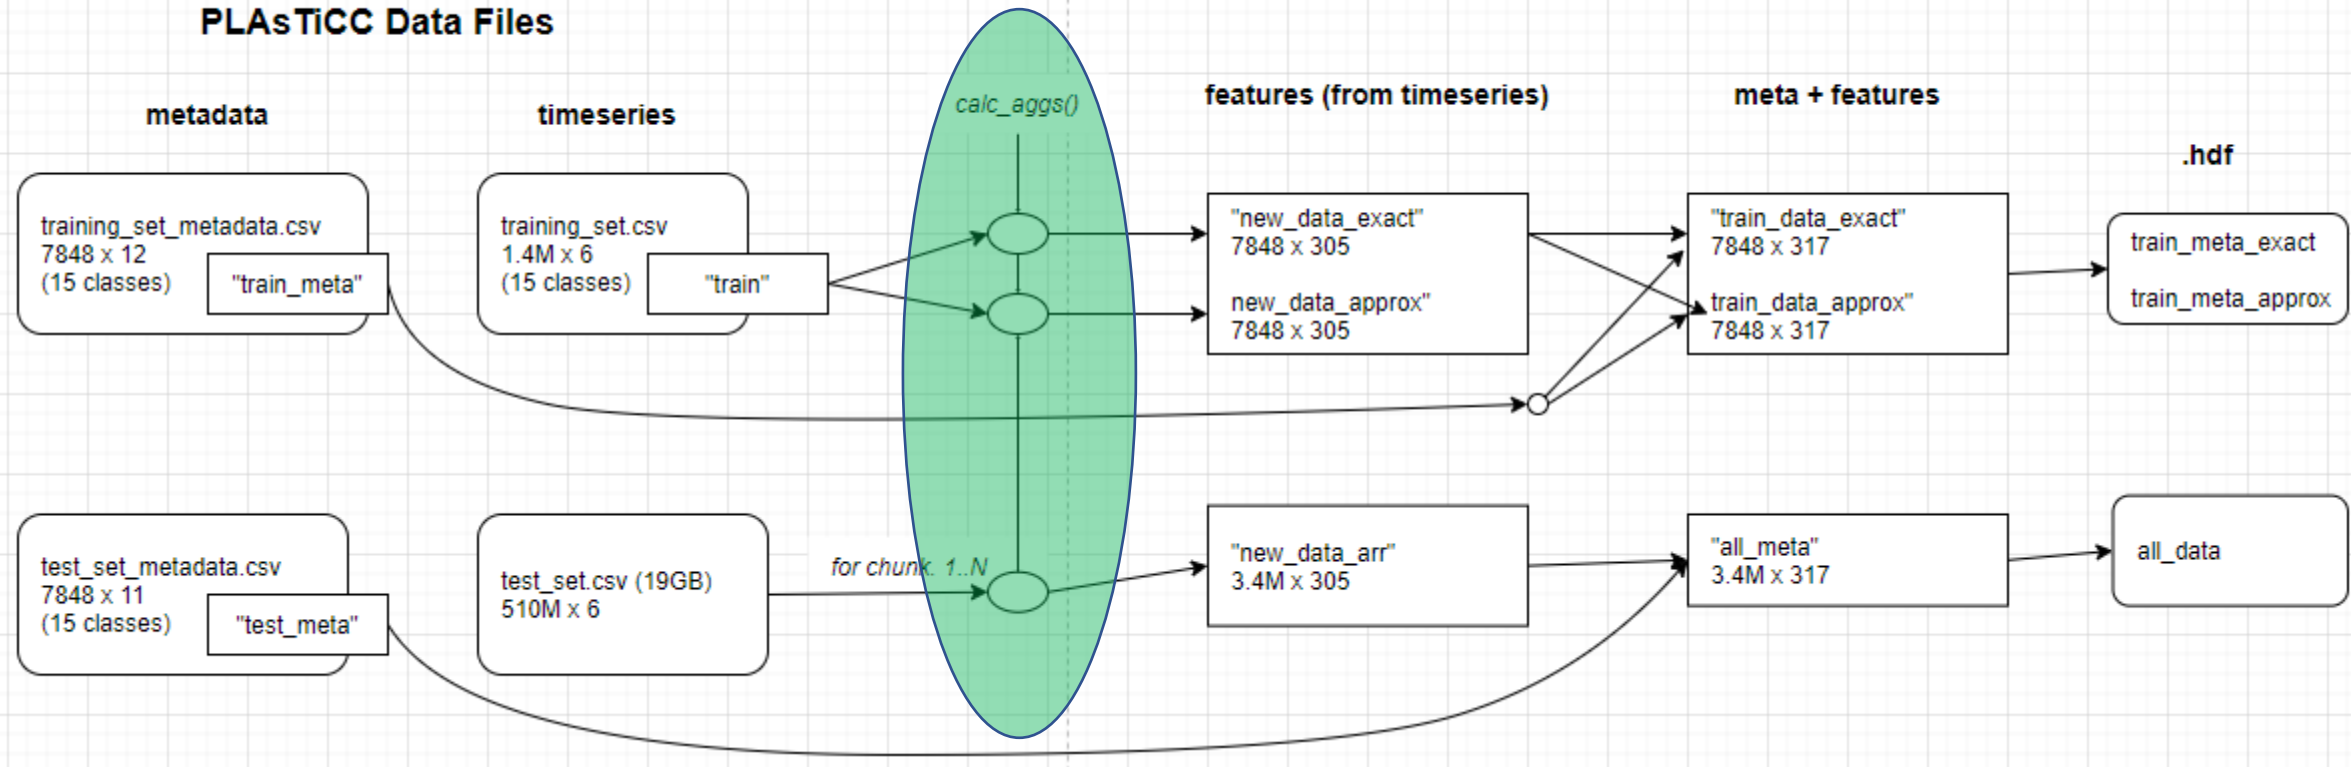 PLAsTiCC Data Files
metadata
timeseries
calc_aggs()
features (from timeseries)
meta + features
.hdf
training_set_metadata.csv
7848 x 12
(15 classes)
"train_meta"
training_set.csv
1.4M x 6
(15 classes)
"train"
"new_data_exact"
7848 x 305
new_data_approx"
7848 x 305
"train_data_exact"
7848 x 317
train_data_approx"
7848 x 317
train_meta_exact
train_meta_approx
test_set_metadata.csv
7848 x 11
(15 classes)
"test_meta"
test_set.csv (19GB)
510M x 6
for chunk. 1..N
"new_data_arr"
3.4M x 305
"all_meta"
3.4M x 317
all_data